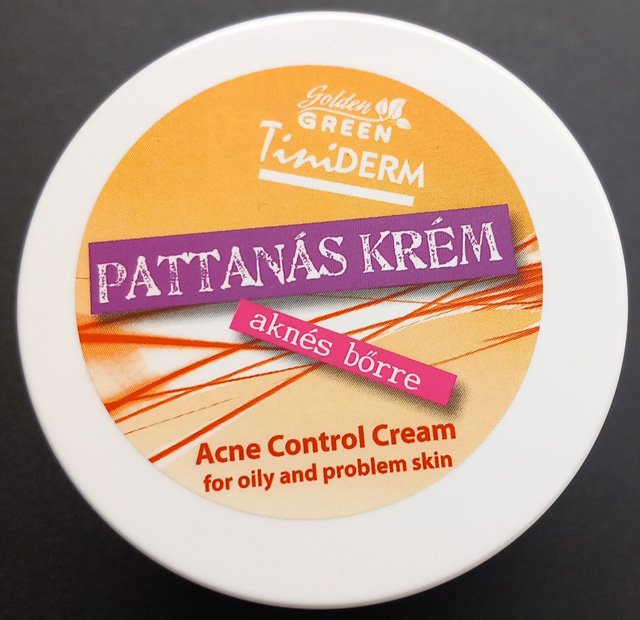 Golden
GREEN
TiniDERM
PATTANÁS KRÉM
aknés bőrre
Acne Control Cream
for oily and problem skin